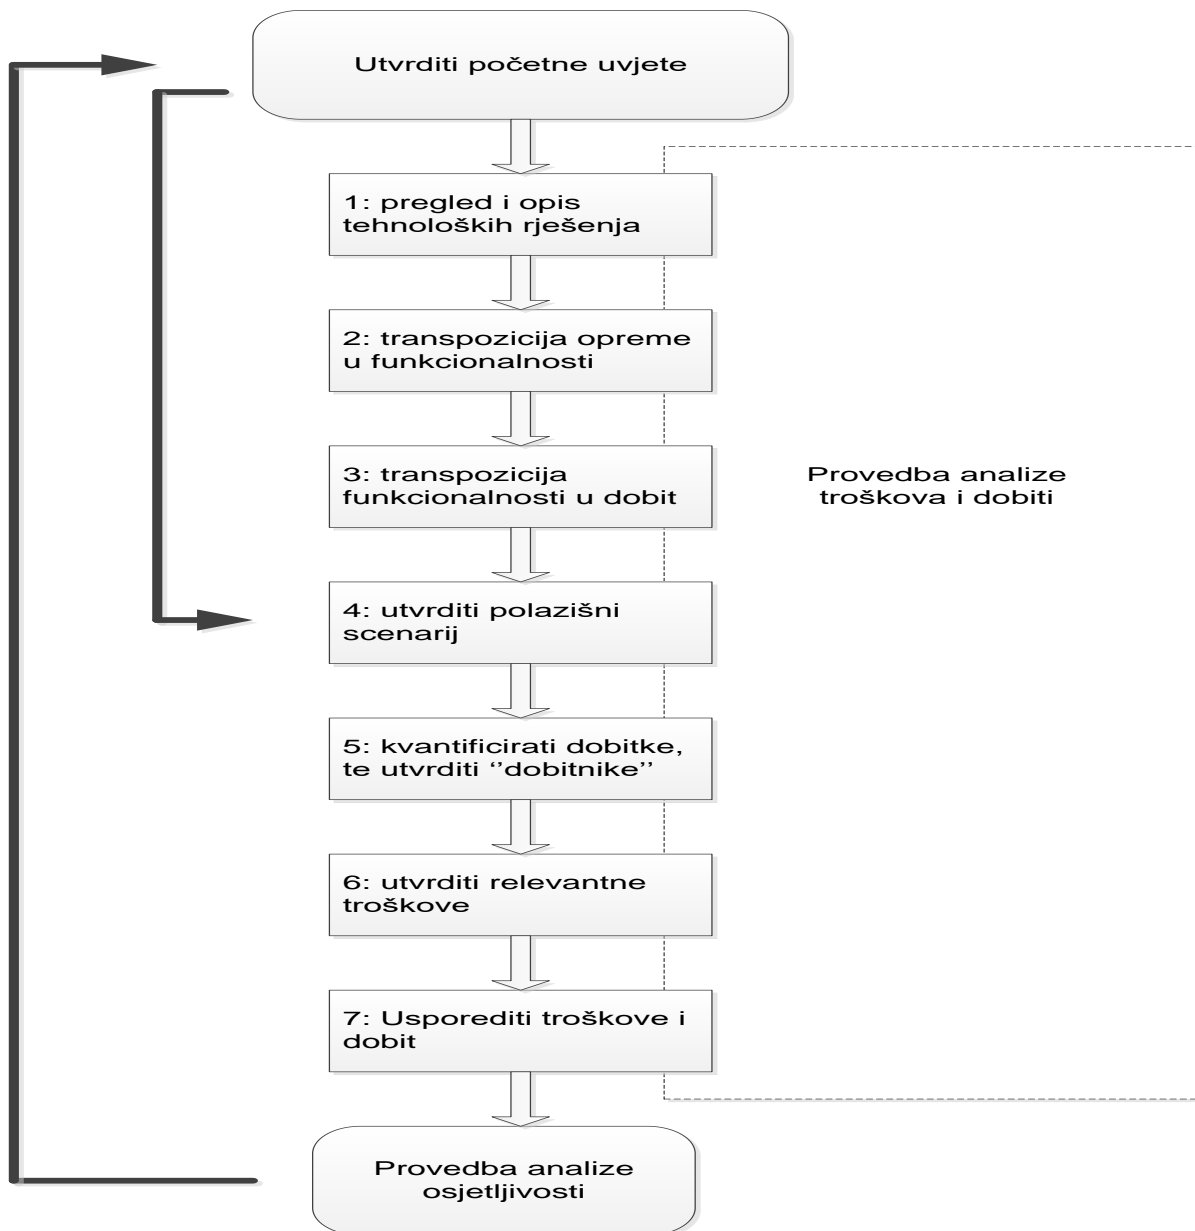 Utvrditi početne uvjete
1: pregled i opis
tehnoloških rješenja
2: transpozicija opreme
u funkcionalnosti
3: transpozicija
funkcionalnosti u dobit
Provedba analize
troškova i dobiti
4: utvrditi polazišni
scenarij
5: kvantificirati dobitke,
te utvrditi ‘’dobitnike’’
6: utvrditi relevantne
troškove
7: Usporediti troškove i
dobit
Provedba analize
osjetljivosti